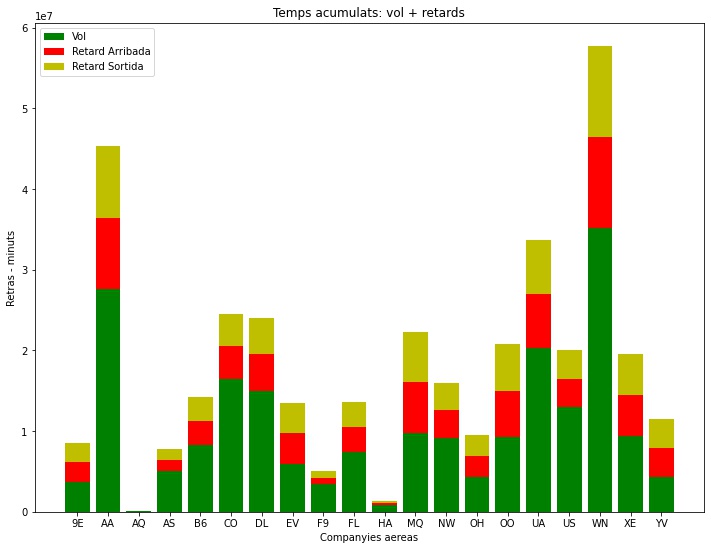 Temps acumulats: vol + retards
1e7
Vol
Retard Arribada
Retard Sortida
6
5
4
3
2
1
0
Retras - minuts
9E AA AQ AS B6 CO DL EV F9 FL HA MQ NW OH OO UA US WN XE YV
Companyies aereas